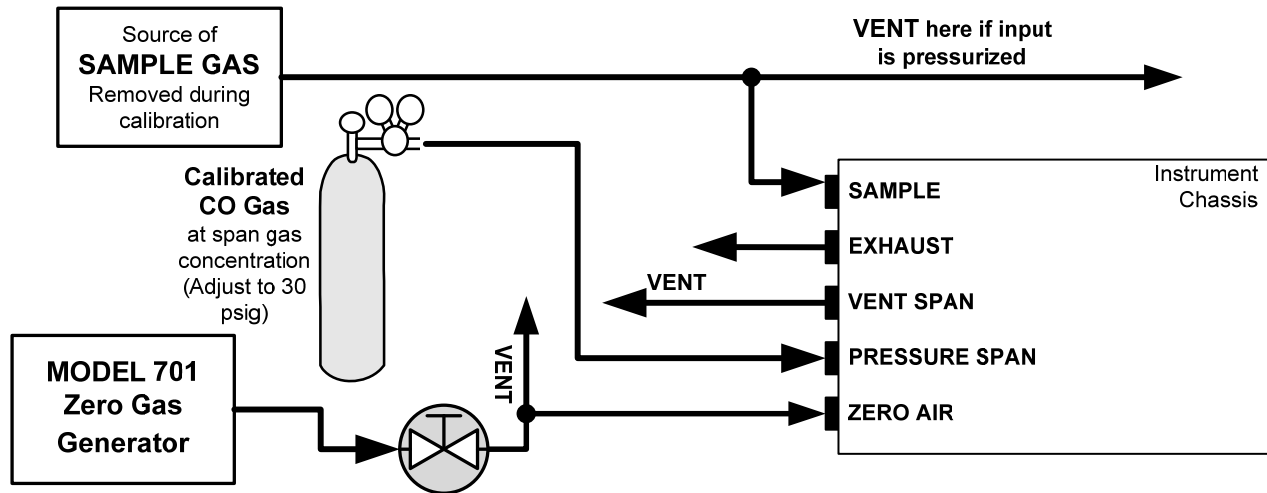 Source of
SAMPLE GAS
Removed during
calibration
VENT here if input
is pressurized
Calibrated
CO Gas
at span gas
concentration
(Adjust to 30
psig)
Instrument
Chassis
SAMPLE
EXHAUST
VENT
VENT SPAN
PRESSURE SPAN
ZERO AIR
MODEL 701
Zero Gas
Generator
VENT